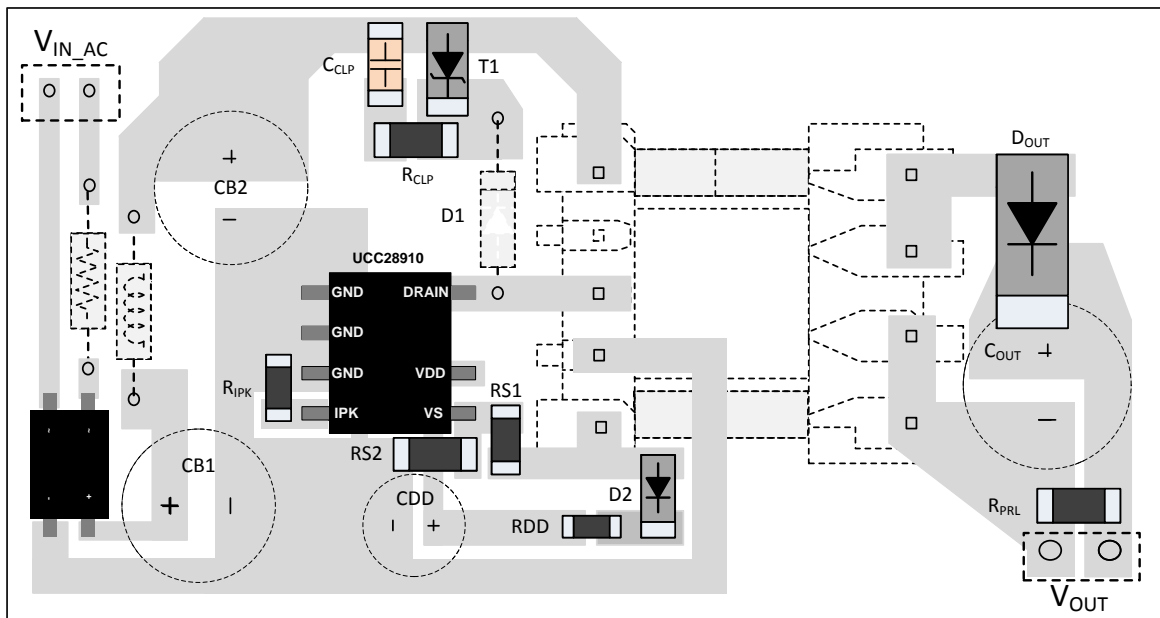 V_IN_AC
C_CLP
T1
R_CLP
D1
CB2
+
−
D_OUT
UCC28910
GND
DRAIN
GND
GND
VDD
IPK
VS
R_IPK
RS1
RS2
C_OUT
+
−
CB1
+
−
CDD
−
+
RDD
D2
R_PRL
V_OUT
~
~
-
+